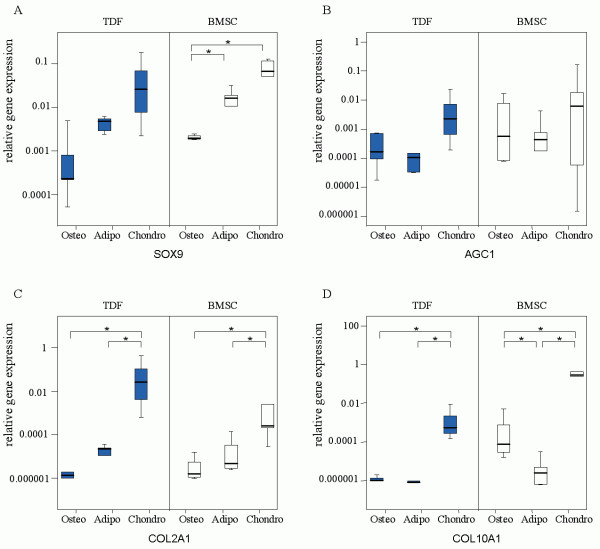 A
TDF BMSC
relative gene expression
0.1
0.01
0.001
0.0001
* *
Osteo Adipo Chondro Osteo Adipo Chondro
SOX9
B
TDF BMSC
relative gene expression
1
0.1
0.01
0.001
0.0001
0.00001
0.000001
Osteo Adipo Chondro Osteo Adipo Chondro
AGC1
C
TDF BMSC
relative gene expression
1
0.01
0.0001
0.000001
* * * *
Osteo Adipo Chondro Osteo Adipo Chondro
COL2A1
D
TDF BMSC
relative gene expression
100
1
0.01
0.0001
0.000001
* * * * *
Osteo Adipo Chondro Osteo Adipo Chondro
COL10A1